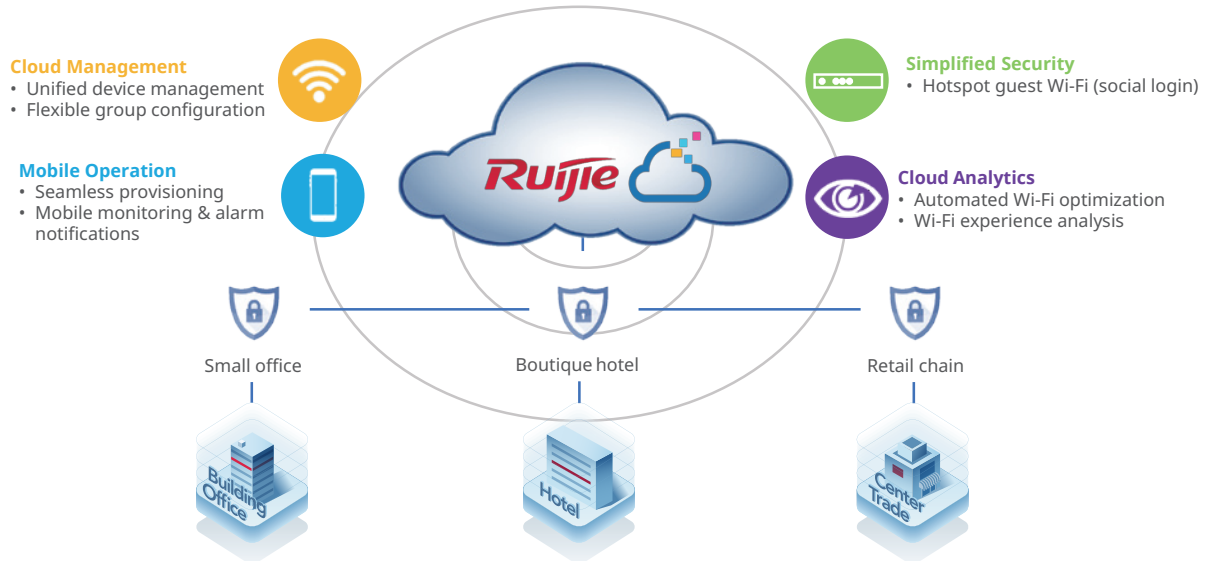 Cloud Management
• Unified device management
• Flexible group configuration
Mobile Operation
• Seamless provisioning
• Mobile monitoring & alarm
notifications
Ruijie
Simplified Security
• Hotspot guest Wi-Fi (social login)
Cloud Analytics
• Automated Wi-Fi optimization
• Wi-Fi experience analysis
Small office
Boutique hotel
Retail chain
Building
Office
Hotel
Center
Trade